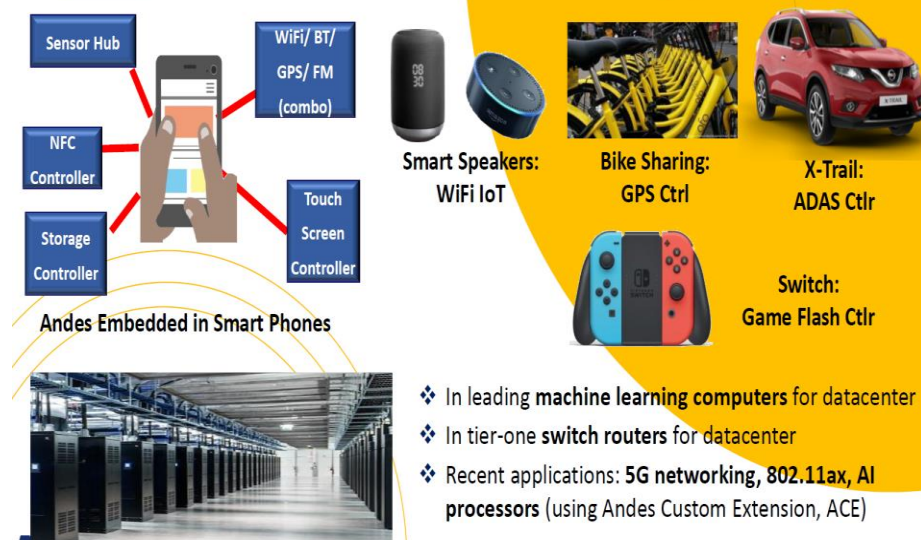 Sensor Hub
WiFi/ BT/
GPS/ FM
(combo)
NFC
Controller
Storage
Controller
Touch
Screen
Controller
Andes Embedded in Smart Phones
Smart Speakers:
WiFi IoT
Bike Sharing:
GPS Ctrl
X-Trail:
ADAS Ctlr
X-TRAIL
SWITCH
Switch:
Game Flash Ctlr
❖ In leading machine learning computers for datacenter
❖ In tier-one switch routers for datacenter
❖ Recent applications: 5G networking, 802.11ax, AI
processors (using Andes Custom Extension, ACE)